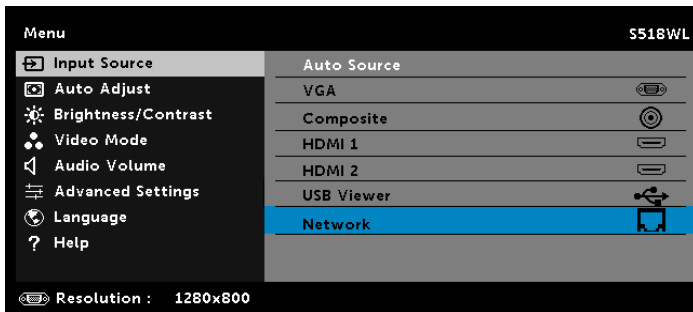 Menu S518WL
Input Source
Auto Adjust
Brightness/Contrast
Video Mode
Audio Volume
Advanced Settings
Language
? Help
Auto Source
VGA
Composite
HDMI 1
HDMI 2
USB Viewer
Network
Resolution : 1280x800